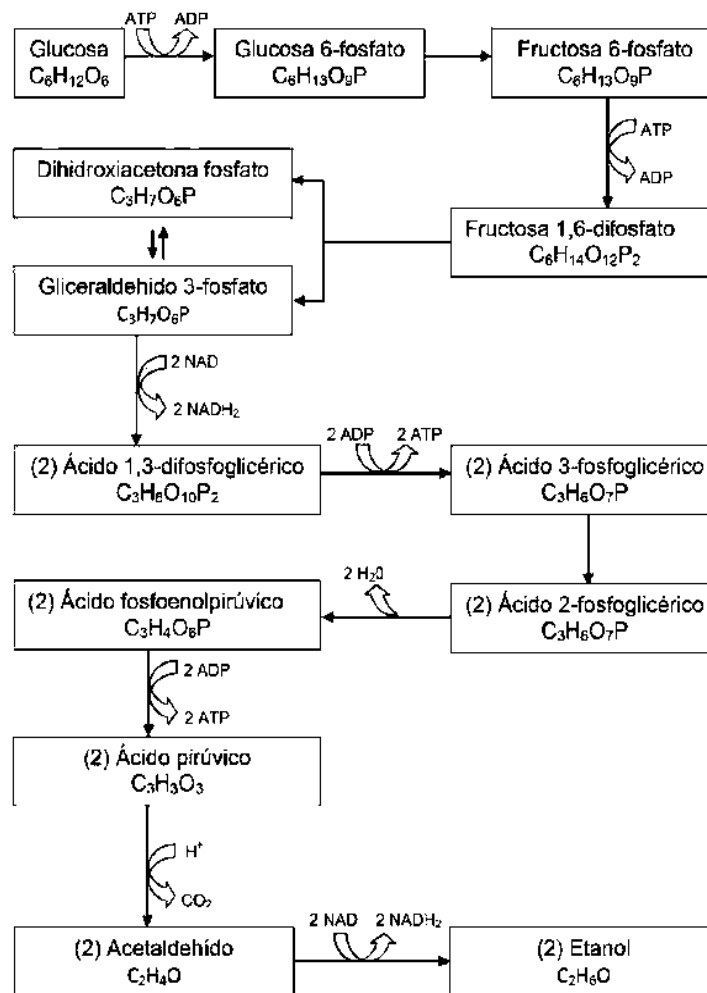 ATP ADP
Glucosa
C₆H₁₂O₆
Glucosa 6-fosfato
C₆H₁₃O₉P
Fructosa 6-fosfato
C₆H₁₃O₉P
ATP
ADP
Dihidroxiacetona fosfato
C₃H₇O₆P
Fructosa 1,6-difosfato
C₆H₁₄O₁₂P₂
Gliceraldehido 3-fosfato
C₃H₇O₆P
2 NAD
2 NADH₂
(2) Ácido 1,3-difosfoglicérico
C₃H₈O₁₀P₂
2 ADP 2 ATP
(2) Ácido 3-fosfoglicérico
C₃H₆O₇P
2 H₂0
(2) Ácido fosfoenolpirúvico
C₃H₄O₆P
(2) Ácido 2-fosfoglicérico
C₃H₆O₇P
2 ADP
2 ATP
(2) Ácido pirúvico
C₃H₃O₃
H⁺
CO₂
(2) Acetaldehído
C₂H₄O
2 NAD 2 NADH₂
(2) Etanol
C₂H₆O